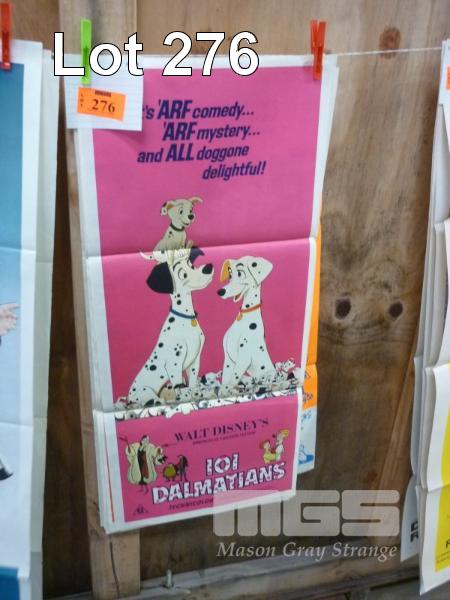 Lot 276
LOT
276
t's 'ARF comedy...
'ARF mystery...
and ALL doggone
delightful!
WALT DISNEY'S
101
DALMATIANS
TECHNICOLOR
MGS
Mason Gray Strange